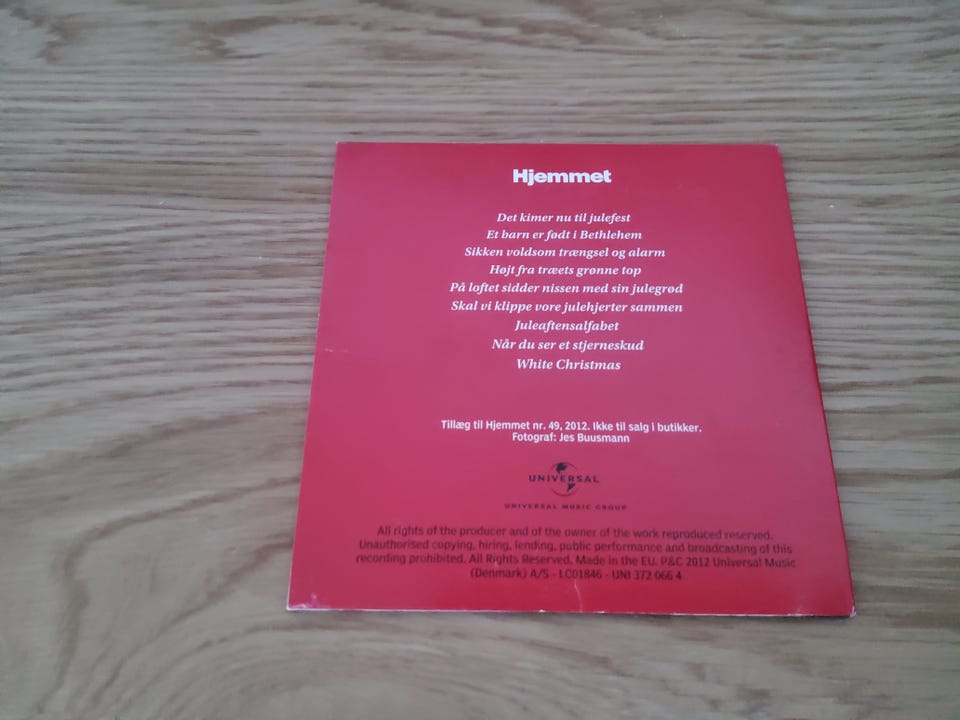 Hjemmet
Det kimer nu til julefest
Et barn er født i Bethlehem
Sikken voldsom trængsel og alarm
Højt fra træets grønne top
På loftet sidder nissen med sin julegrød
Skal vi klippe vore julehjerter sammen
Juleaftensalfabet
Når du ser et stjerneskud
White Christmas
Tillæg til Hjemmet nr. 49, 2012. Ikke til salg i butikker.
Fotograf: Jes Buusmann
UNIVERSAL
UNIVERSAL MUSIC GROUP
All rights of the producer and of the owner of the work reproduced reserved.
Unauthorised copying, hiring, lending, public performance and broadcasting of this
recording prohibited. All Rights Reserved. Made in the EU. P&C 2012 Universal Music
(Denmark) A/S - LC01846 - UNI 372 066 4